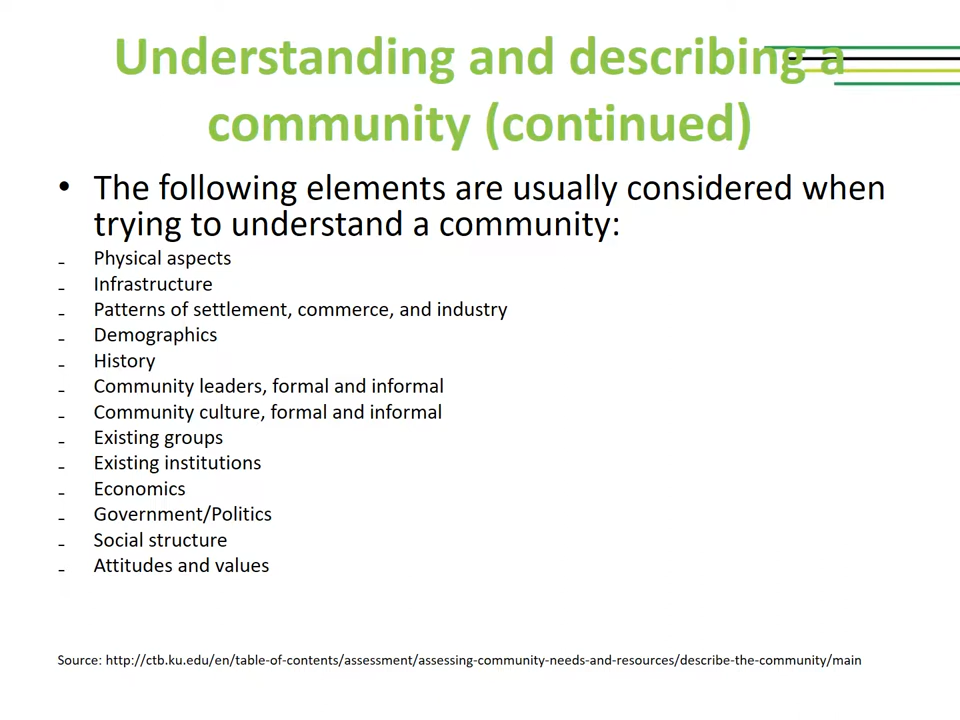 Understanding and describing a
community (continued)
• The following elements are usually considered when
trying to understand a community:
– Physical aspects
– Infrastructure
– Patterns of settlement, commerce, and industry
– Demographics
– History
– Community leaders, formal and informal
– Community culture, formal and informal
– Existing groups
– Existing institutions
– Economics
– Government/Politics
– Social structure
– Attitudes and values
Source: http://ctb.ku.edu/en/table-of-contents/assessment/assessing-community-needs-and-resources/describe-the-community/main